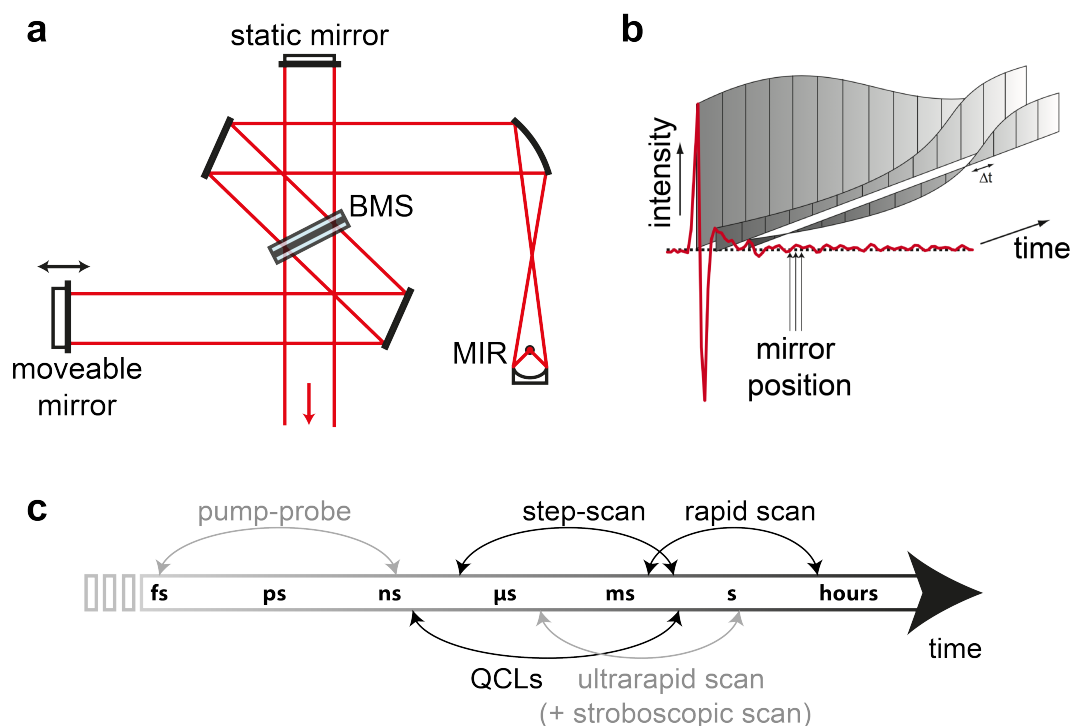 a
static mirror
BMS
moveable
mirror
MIR
b
intensity
Δt
time
mirror
position
c
pump-probe
step-scan
rapid scan
fs ps ns µs ms s hours
time
QCLs
ultrarapid scan
(+ stroboscopic scan)